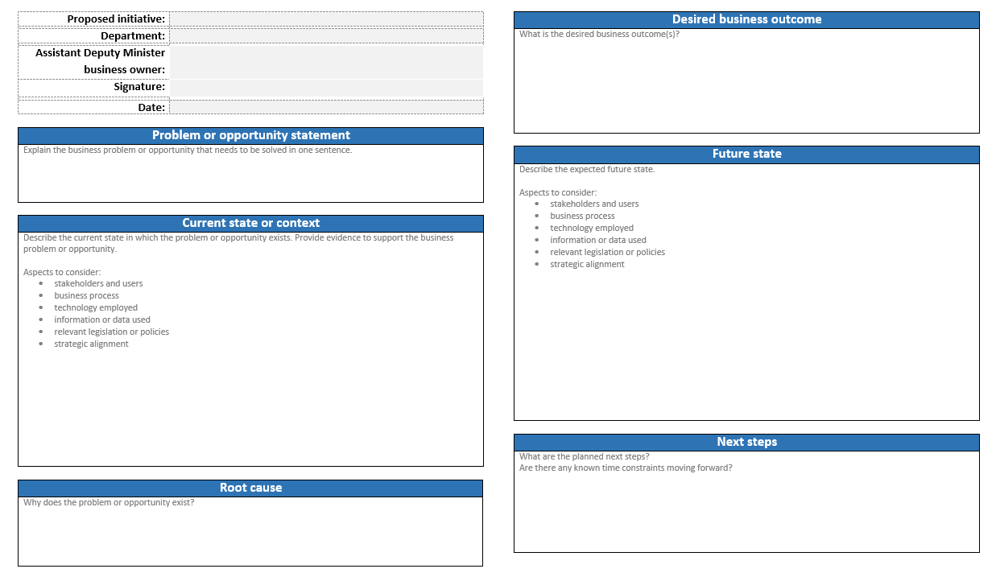 Proposed initiative:
Department:
Assistant Deputy Minister
business owner:
Signature:
Date:
Problem or opportunity statement
Explain the business problem or opportunity that needs to be solved in one sentence.
Current state or context
Describe the current state in which the problem or opportunity exists. Provide evidence to support the business
problem or opportunity.
Aspects to consider:
• stakeholders and users
• business process
• technology employed
• information or data used
• relevant legislation or policies
• strategic alignment
Root cause
Why does the problem or opportunity exist?
Desired business outcome
What is the desired business outcome(s)?
Future state
Describe the expected future state.
Aspects to consider:
• stakeholders and users
• business process
• technology employed
• information or data used
• relevant legislation or policies
• strategic alignment
Next steps
What are the planned next steps?
Are there any known time constraints moving forward?